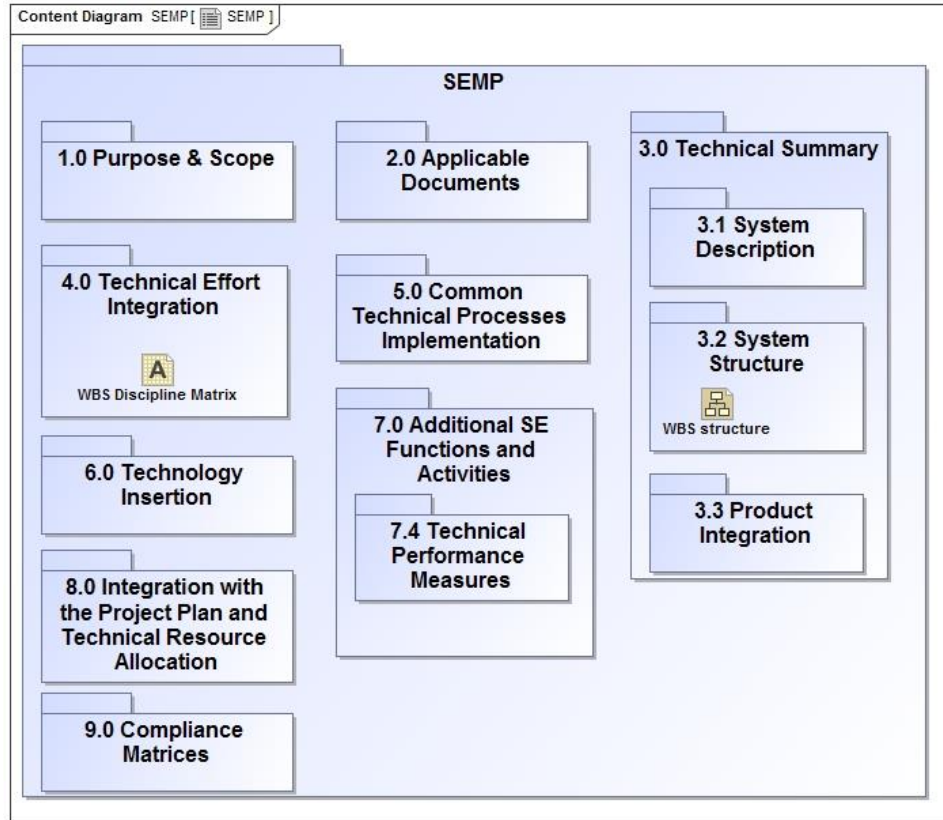 Content Diagram SEMP [ SEMP ]
SEMP
1.0 Purpose & Scope
2.0 Applicable
Documents
3.0 Technical Summary
3.1 System
Description
3.2 System
Structure
WBS structure
3.3 Product
Integration
4.0 Technical Effort
Integration
WBS Discipline Matrix
5.0 Common
Technical Processes
Implementation
6.0 Technology
Insertion
7.0 Additional SE
Functions and
Activities
7.4 Technical
Performance
Measures
8.0 Integration with
the Project Plan and
Technical Resource
Allocation
9.0 Compliance
Matrices